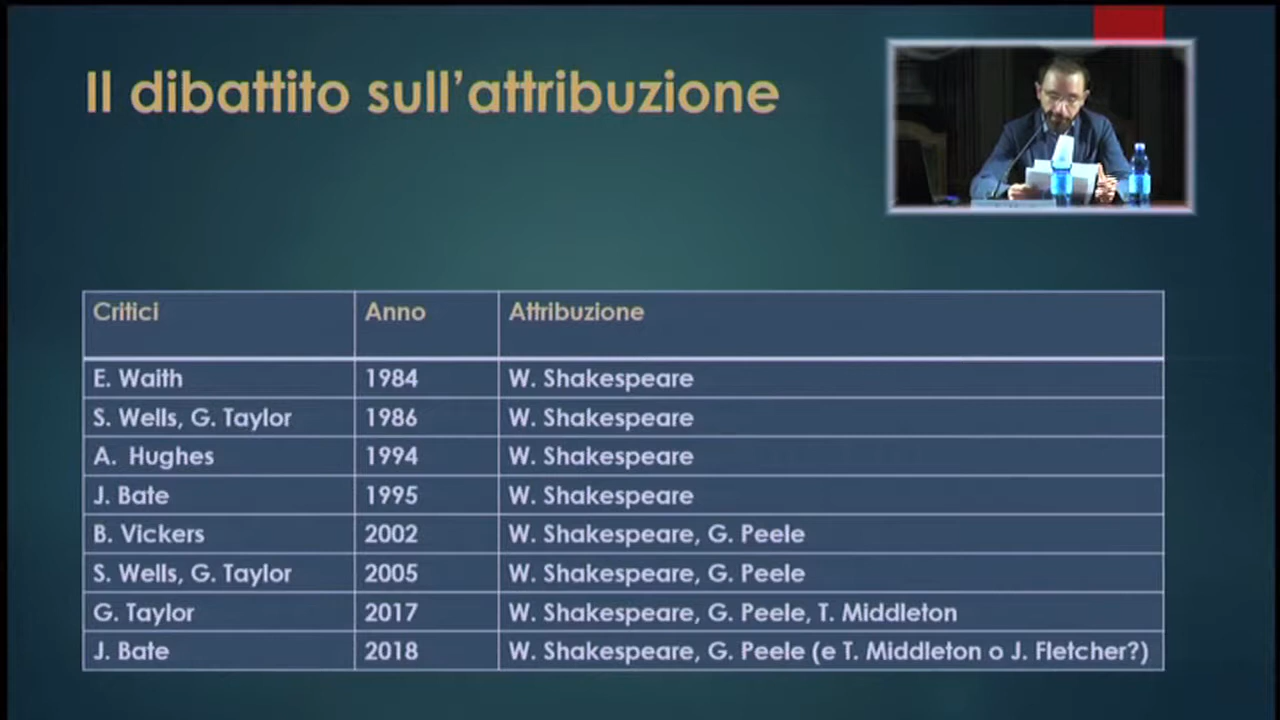 Il dibattito sull'attribuzione
Critici Anno Attribuzione
E. Waith 1984 W. Shakespeare
S. Wells, G. Taylor 1986 W. Shakespeare
A. Hughes 1994 W. Shakespeare
J. Bate 1995 W. Shakespeare
B. Vickers 2002 W. Shakespeare, G. Peele
S. Wells, G. Taylor 2005 W. Shakespeare, G. Peele
G. Taylor 2017 W. Shakespeare, G. Peele, T. Middleton
J. Bate 2018 W. Shakespeare, G. Peele (e T. Middleton o J. Fletcher?)